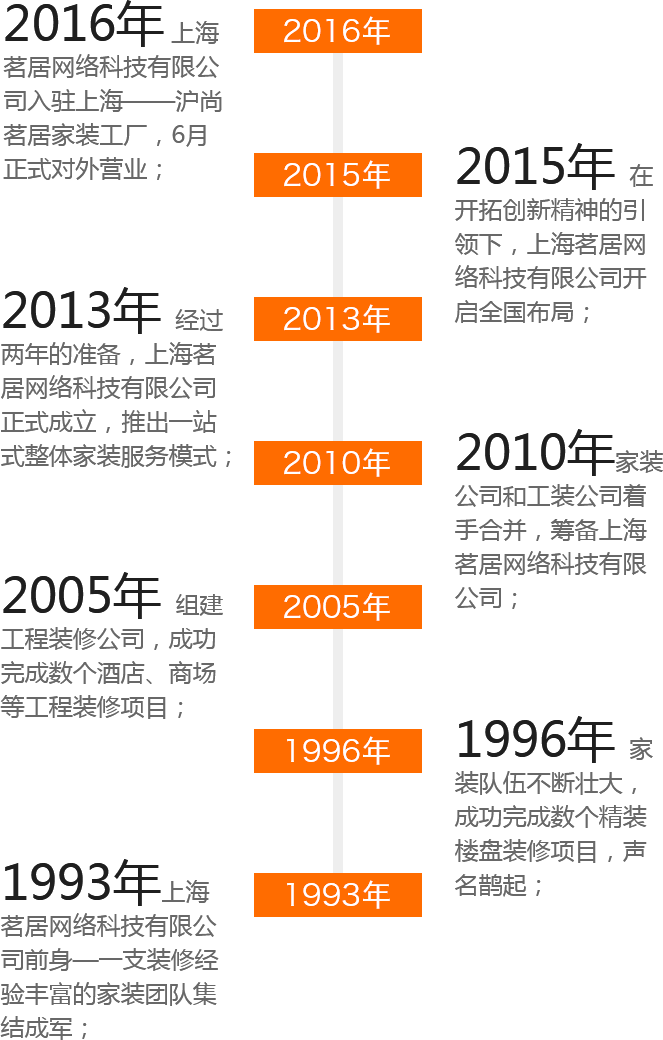 2016年 上海
茗居网络科技有限公
司入驻上海——沪尚
茗居家装工厂，6月
正式对外营业；
2016年
2015年
2015年 在
开拓创新精神的引
领下，上海茗居网
络科技有限公司开
启全国布局；
2013年 经过
两年的准备，上海茗
居网络科技有限公司
正式成立，推出一站
式整体家装服务模式；
2013年
2010年
2010年家装
公司和工装公司着
手合并，筹备上海
茗居网络科技有限
公司；
2005年 组建
工程装修公司，成功
完成数个酒店、商场
等工程装修项目；
2005年
1996年
1996年 家
装队伍不断壮大，
成功完成数个精装
楼盘装修项目，声
名鹊起；
1993年上海
茗居网络科技有限公
司前身—一支装修经
验丰富的家装团队集
结成军；
1993年